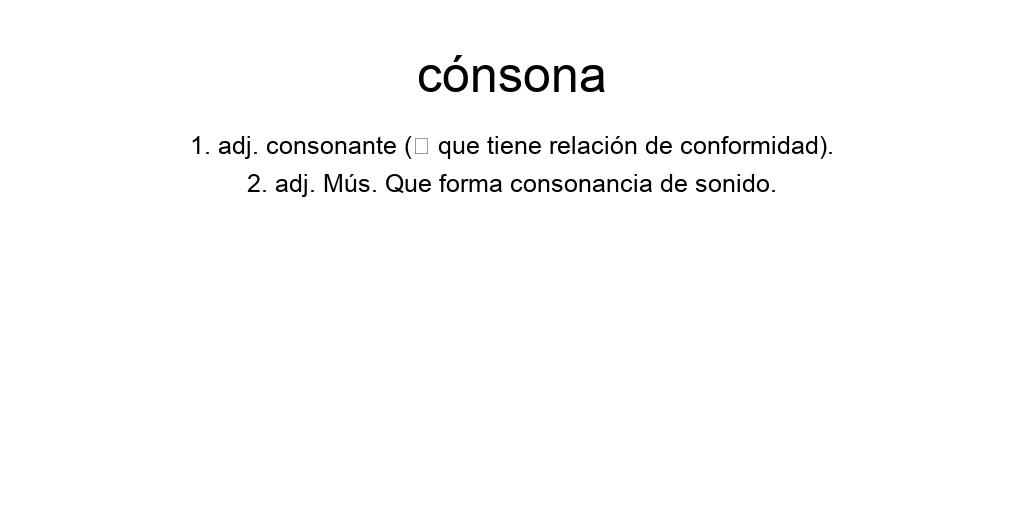 cónsona
1. adj. consonante (□ que tiene relación de conformidad).
2. adj. Mús. Que forma consonancia de sonido.